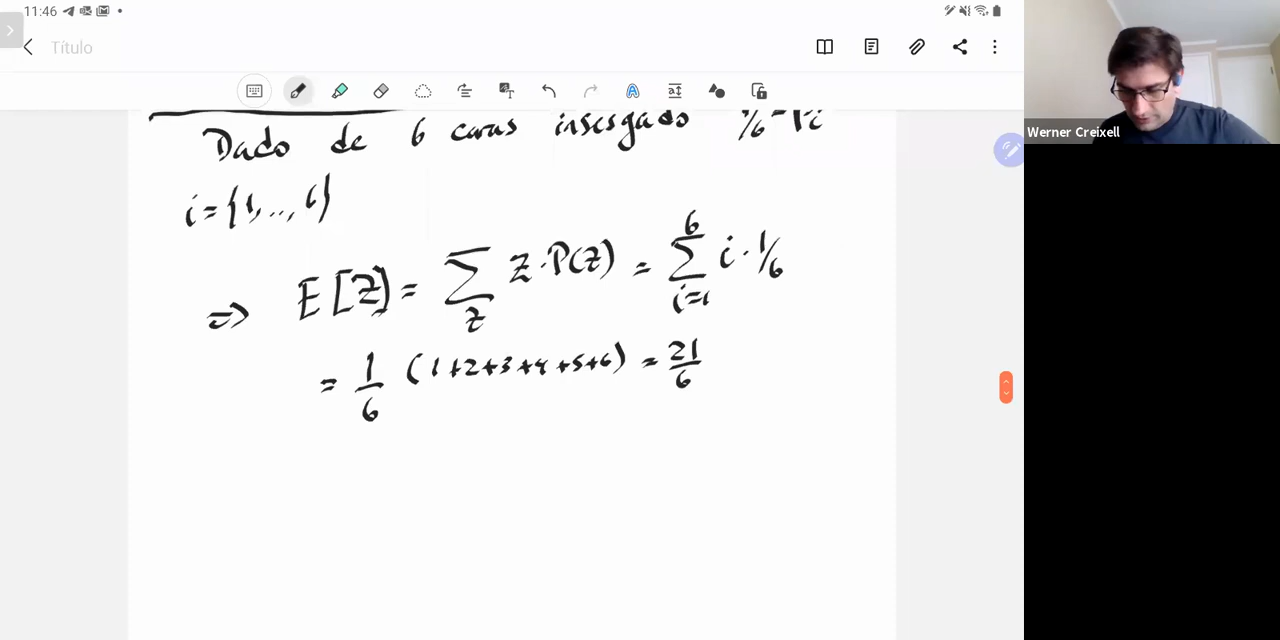 11:46
Título
Werner Creixell
Dado de 6 caras insesgado 1/6 = Pi
i = {1, .., 6}
=> E[Z] = ∑_z z·P(z) = ∑_{i=1}^{6} i · 1/6
= 1/6 (1+2+3+4+5+6) = 21/6